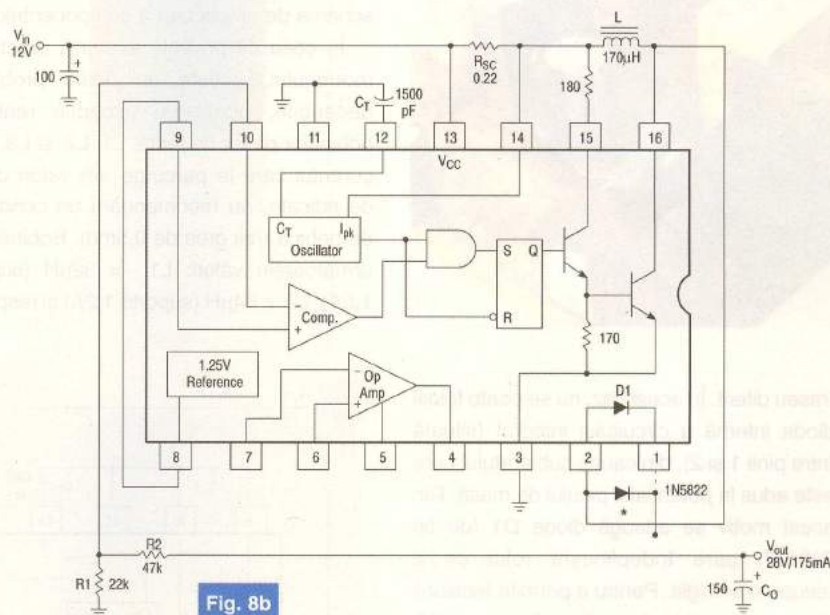 Vin
12V
100
+
CT
1500
pF
RSC
0.22
180
L
170µH
9
10
11
12
13
14
15
16
VCC
CT
Ipk
Oscillator
S
Q
R
−
Comp.
+
170
1.25V
Reference
−
Op
Amp
+
D1
8
7
6
5
4
3
2
1
1N5822
*
R2
47k
R1
22k
Vout
28V/175mA
150
+
CO
Fig. 8b